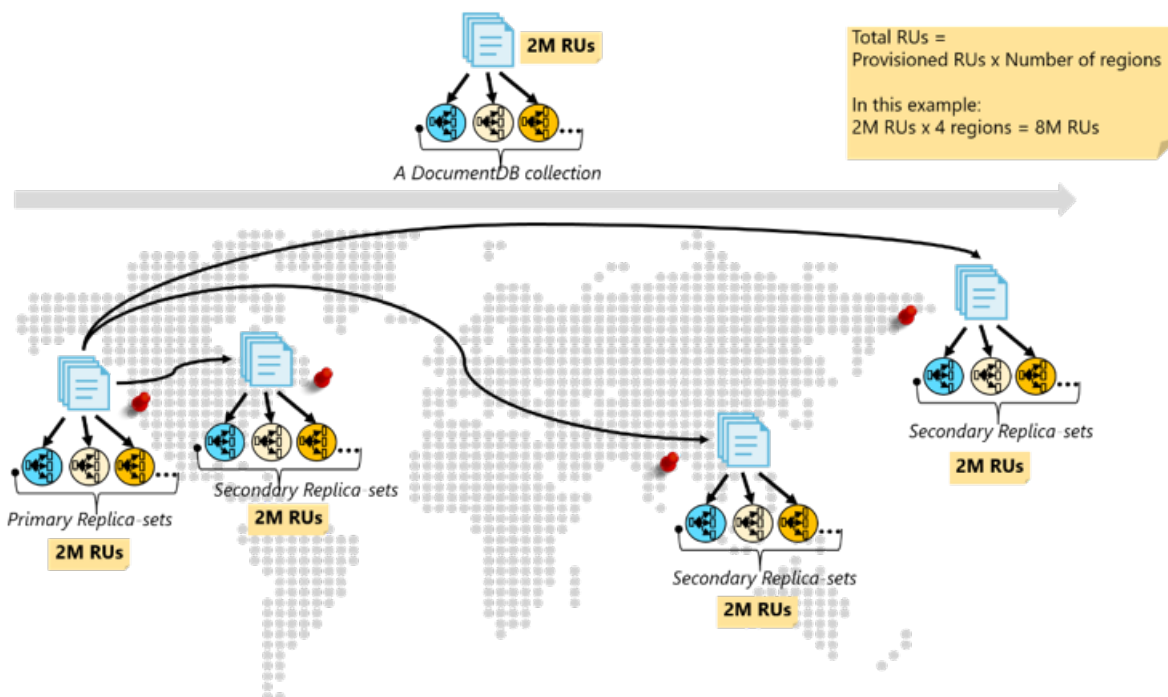 2M RUs
Total RUs =
Provisioned RUs x Number of regions
In this example:
2M RUs x 4 regions = 8M RUs
A DocumentDB collection
Secondary Replica-sets
2M RUs
Secondary Replica-sets
2M RUs
Primary Replica-sets
2M RUs
Secondary Replica-sets
2M RUs